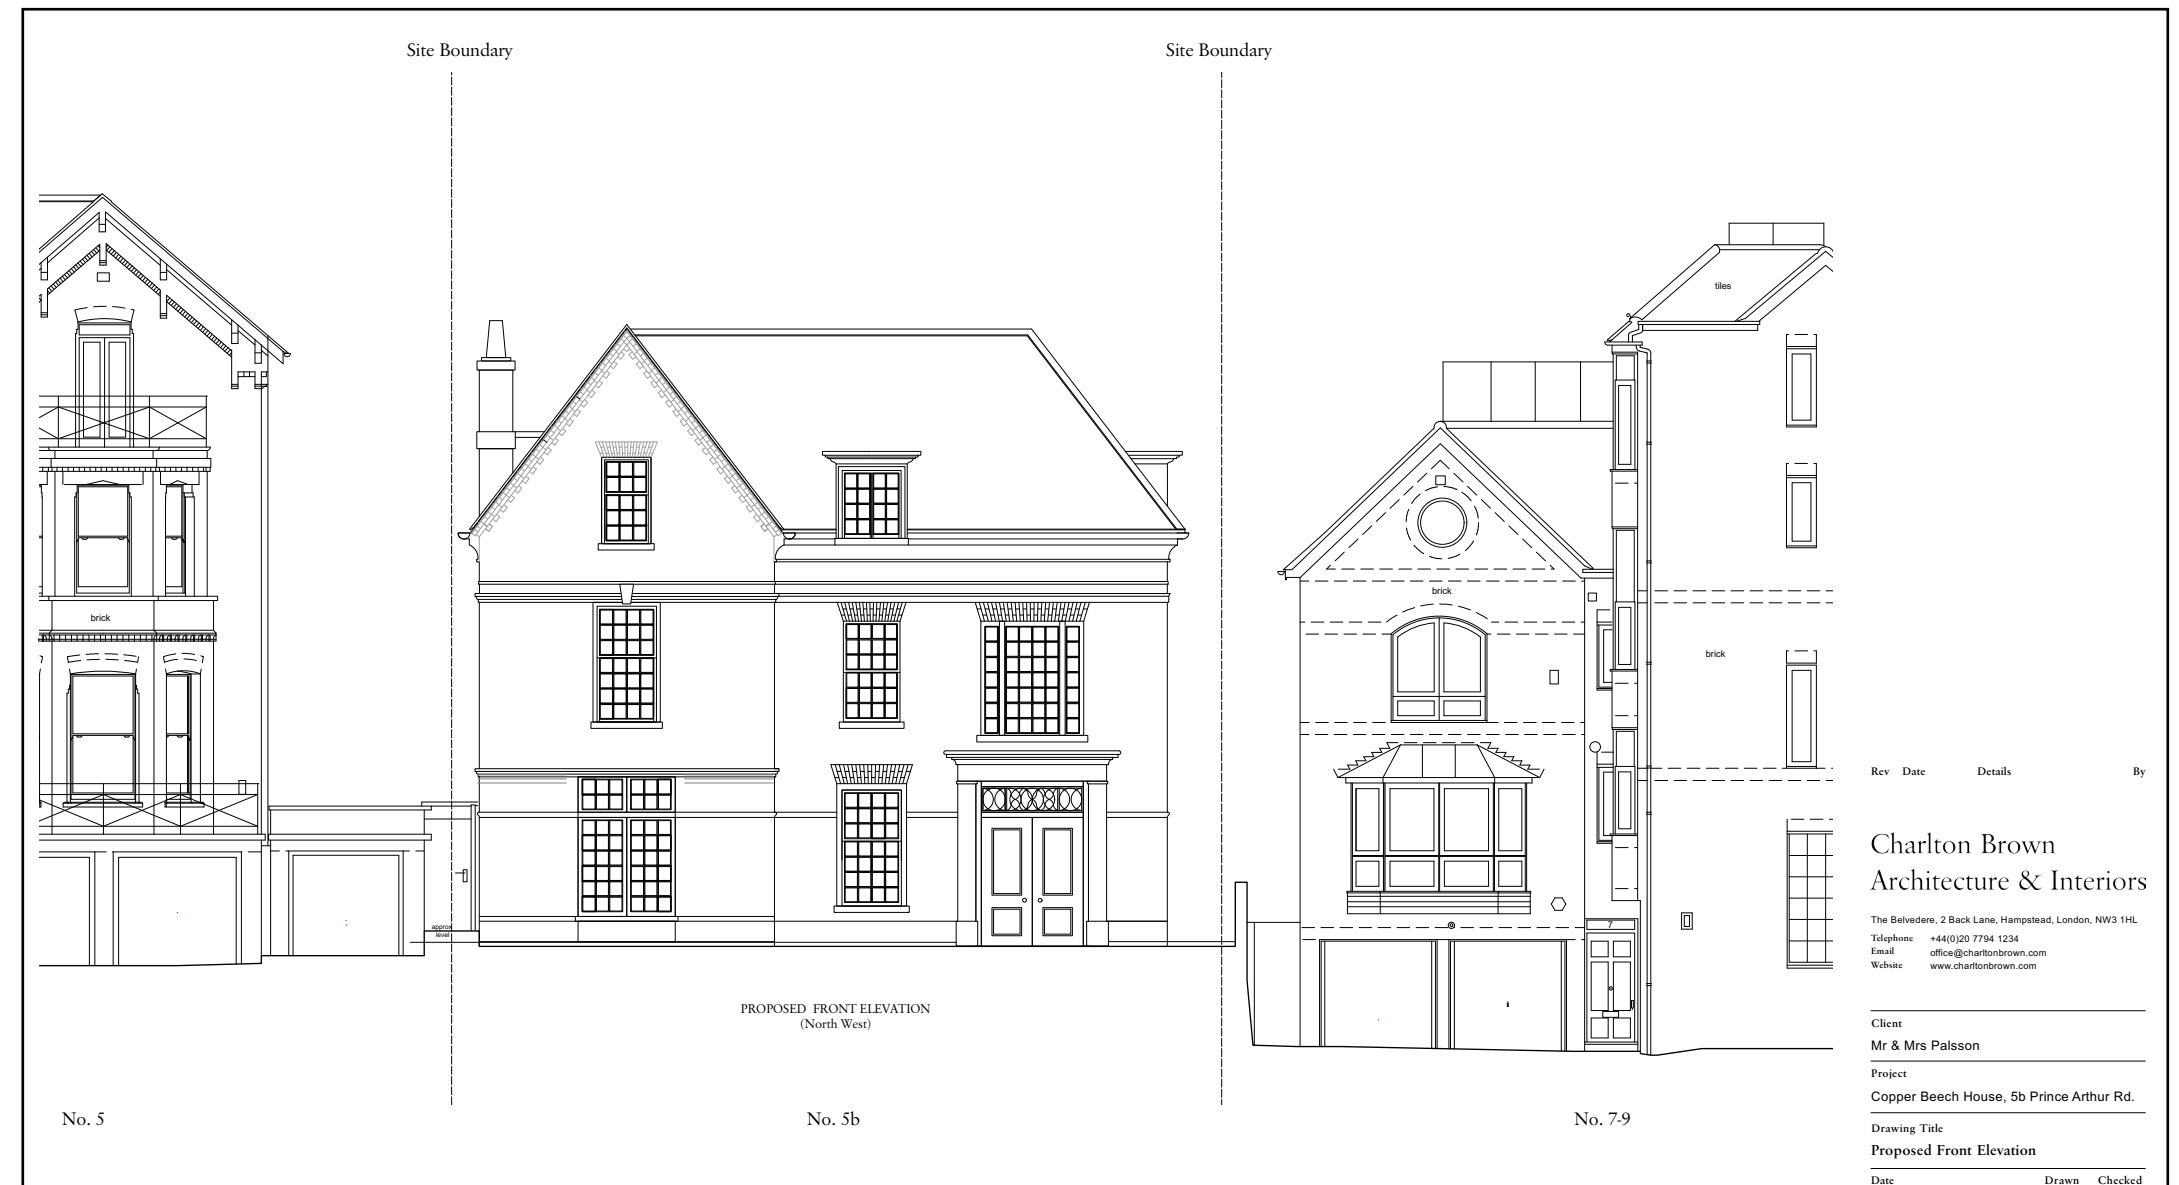 Site Boundary
Site Boundary
tiles
brick
brick
brick
approx
level
7
PROPOSED FRONT ELEVATION
(North West)
No. 5
No. 5b
No. 7-9
Rev Date Details By
Charlton Brown
Architecture & Interiors
The Belvedere, 2 Back Lane, Hampstead, London, NW3 1HL
Telephone +44(0)20 7794 1234
Email office@charltonbrown.com
Website www.charltonbrown.com
Client
Mr & Mrs Palsson
Project
Copper Beech House, 5b Prince Arthur Rd.
Drawing Title
Proposed Front Elevation
Date Drawn Checked